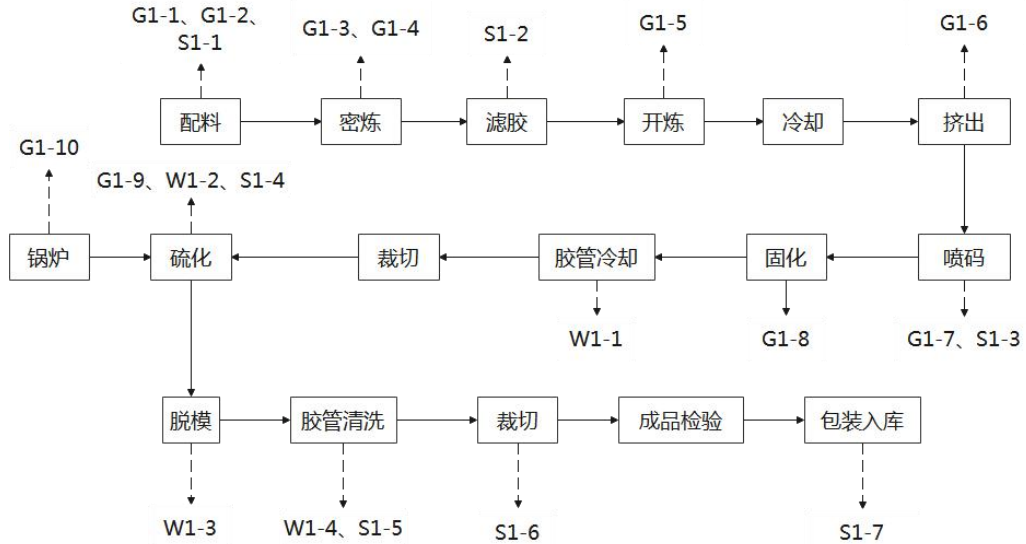 G1-1、G1-2、
S1-1
G1-3、G1-4
S1-2
G1-5
G1-6
配料
密炼
滤胶
开炼
冷却
挤出
G1-10
G1-9、W1-2、S1-4
锅炉
硫化
裁切
胶管冷却
固化
喷码
W1-1
G1-8
G1-7、S1-3
脱模
胶管清洗
裁切
成品检验
包装入库
W1-3
W1-4、S1-5
S1-6
S1-7